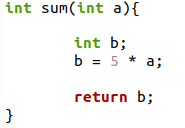 int sum(int a){
int b;
b = 5 * a;
return b;
}